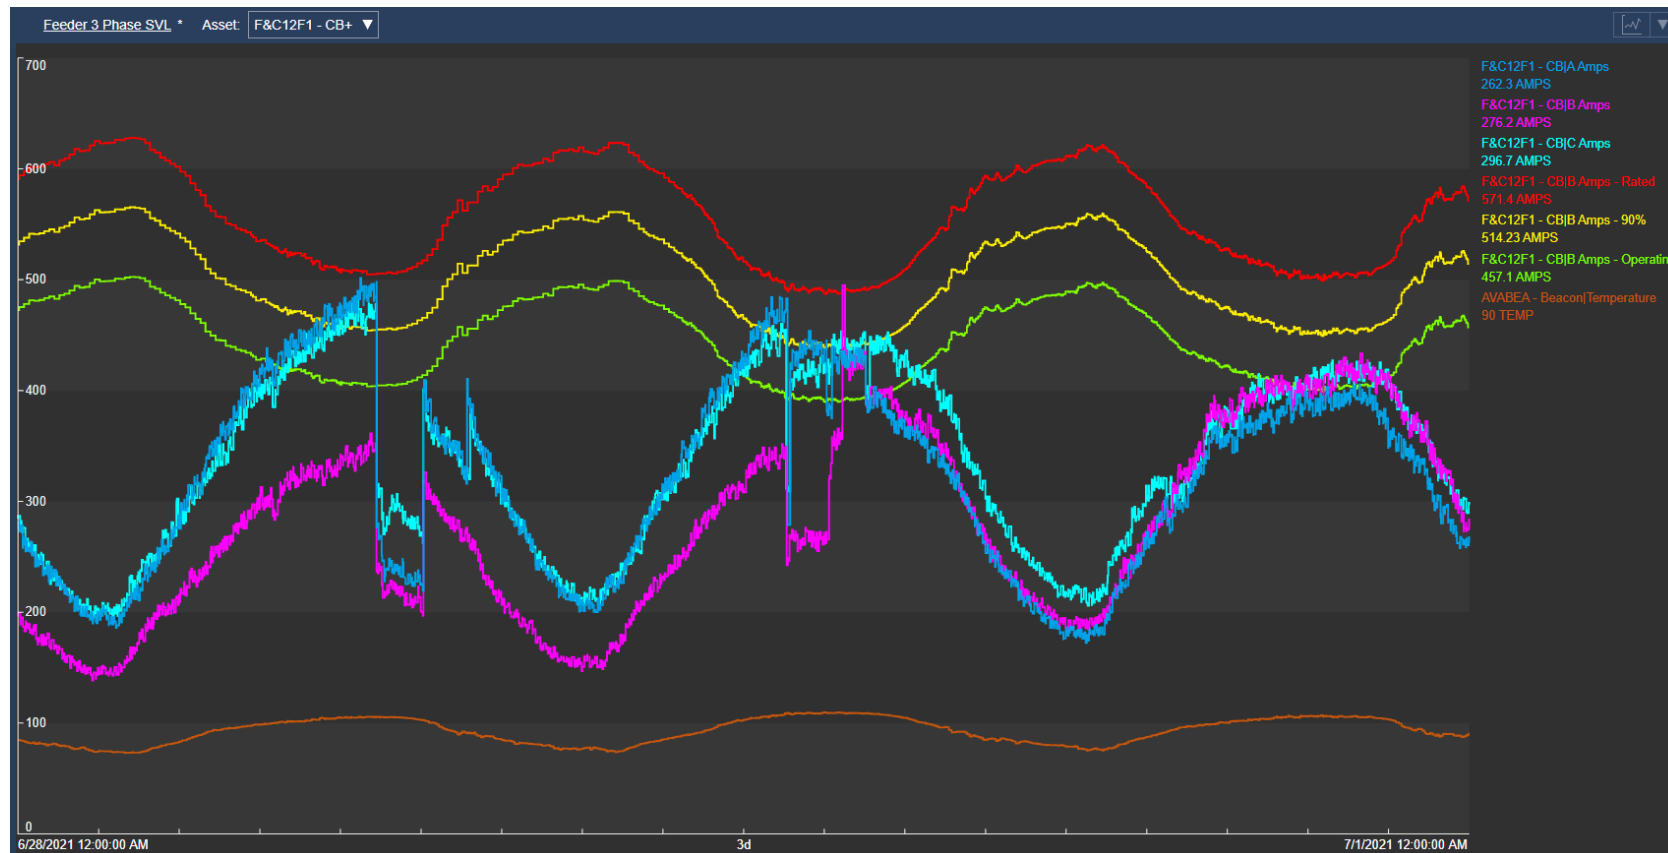 Feeder 3 Phase SVL * Asset: F&C12F1 - CB+ ▼
700
600
500
400
300
200
100
0
6/28/2021 12:00:00 AM 3d 7/1/2021 12:00:00 AM
F&C12F1 - CB|A Amps
262.3 AMPS
F&C12F1 - CB|B Amps
276.2 AMPS
F&C12F1 - CB|C Amps
296.7 AMPS
F&C12F1 - CB|B Amps - Rated
571.4 AMPS
F&C12F1 - CB|B Amps - 90%
514.23 AMPS
F&C12F1 - CB|B Amps - Operatin
457.1 AMPS
AVABEA - Beacon|Temperature
90 TEMP